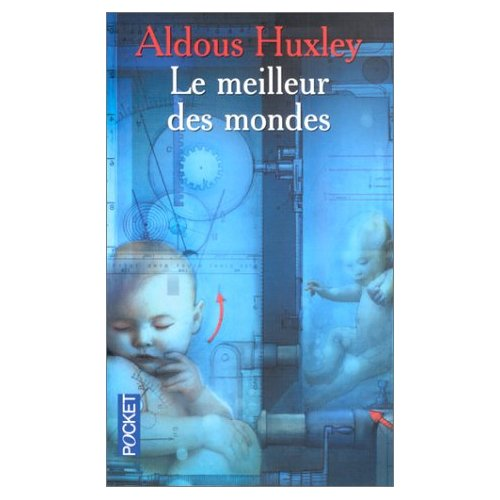 Aldous Huxley
Le meilleur
des mondes
POCKET